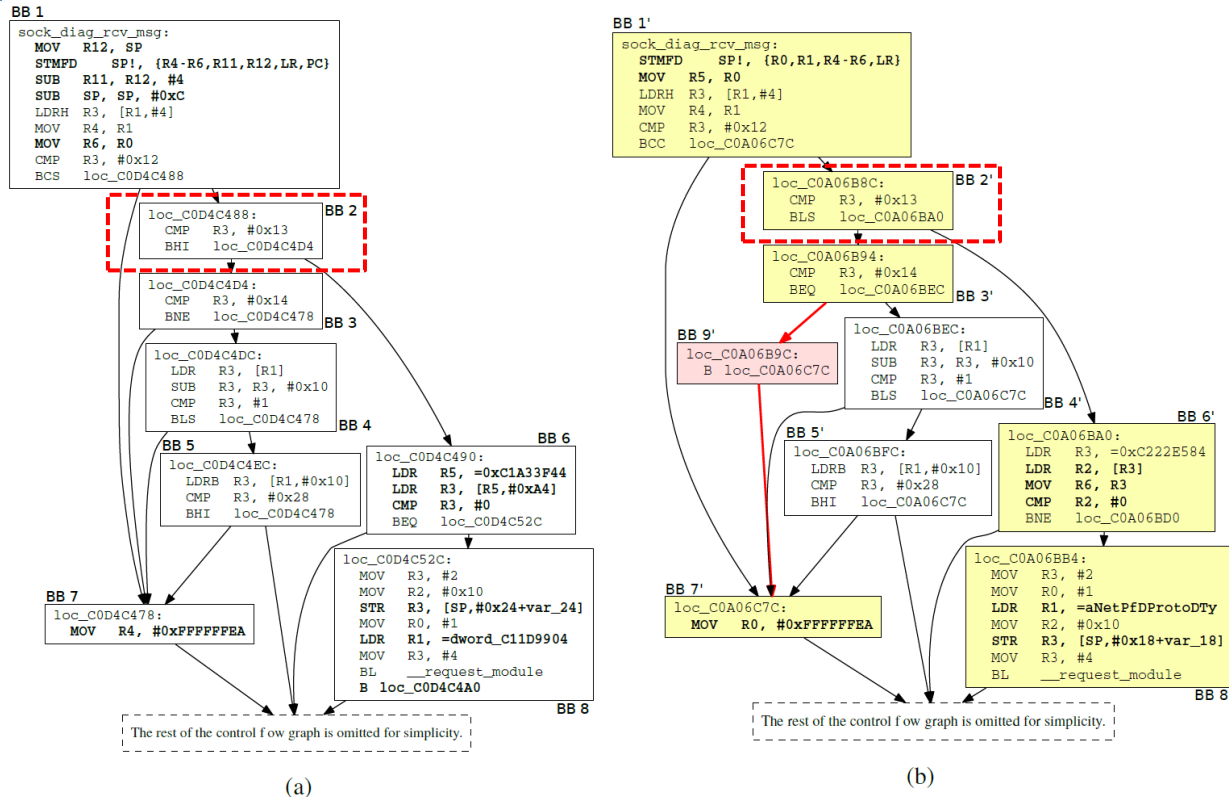 BB 1
sock_diag_rcv_msg:
MOV R12, SP
STMFD SP!, {R4-R6,R11,R12,LR,PC}
SUB R11, R12, #4
SUB SP, SP, #0xC
LDRH R3, [R1,#4]
MOV R4, R1
MOV R6, R0
CMP R3, #0x12
BCS loc_C0D4C488
BB 2
loc_C0D4C488:
CMP R3, #0x13
BHI loc_C0D4C4D4
loc_C0D4C4D4:
CMP R3, #0x14
BNE loc_C0D4C478
BB 3
loc_C0D4C4DC:
LDR R3, [R1]
SUB R3, R3, #0x10
CMP R3, #1
BLS loc_C0D4C478
BB 4
BB 5
loc_C0D4C4EC:
LDRB R3, [R1,#0x10]
CMP R3, #0x28
BHI loc_C0D4C478
BB 6
loc_C0D4C490:
LDR R5, =0xC1A33F44
LDR R3, [R5,#0xA4]
CMP R3, #0
BEQ loc_C0D4C52C
BB 7
loc_C0D4C478:
MOV R4, #0xFFFFFFEA
loc_C0D4C52C:
MOV R3, #2
MOV R2, #0x10
STR R3, [SP,#0x24+var_24]
MOV R0, #1
LDR R1, =dword_C11D9904
MOV R3, #4
BL __request_module
B loc_C0D4C4A0
BB 8
The rest of the control f ow graph is omitted for simplicity.
(a)
BB 1'
sock_diag_rcv_msg:
STMFD SP!, {R0,R1,R4-R6,LR}
MOV R5, R0
LDRH R3, [R1,#4]
MOV R4, R1
CMP R3, #0x12
BCC loc_C0A06C7C
BB 2'
loc_C0A06B8C:
CMP R3, #0x13
BLS loc_C0A06BA0
loc_C0A06B94:
CMP R3, #0x14
BEQ loc_C0A06BEC
BB 3'
BB 9'
loc_C0A06B9C:
B loc_C0A06C7C
loc_C0A06BEC:
LDR R3, [R1]
SUB R3, R3, #0x10
CMP R3, #1
BLS loc_C0A06C7C
BB 4'
BB 5'
loc_C0A06BFC:
LDRB R3, [R1,#0x10]
CMP R3, #0x28
BHI loc_C0A06C7C
BB 6'
loc_C0A06BA0:
LDR R3, =0xC222E584
LDR R2, [R3]
MOV R6, R3
CMP R2, #0
BNE loc_C0A06BD0
BB 7'
loc_C0A06C7C:
MOV R0, #0xFFFFFFEA
loc_C0A06BB4:
MOV R3, #2
MOV R0, #1
LDR R1, =aNetPfDProtoDTy
MOV R2, #0x10
STR R3, [SP,#0x18+var_18]
MOV R3, #4
BL __request_module
BB 8
The rest of the control f ow graph is omitted for simplicity.
(b)